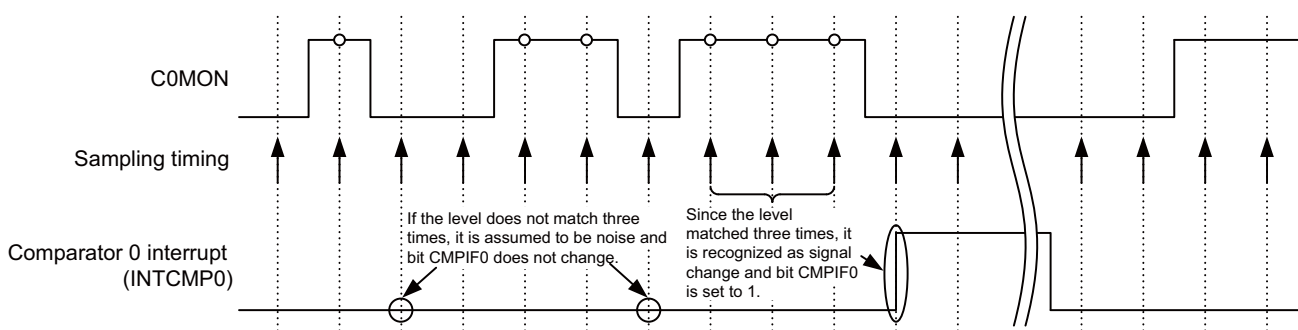 C0MON
Sampling timing
If the level does not match three
times, it is assumed to be noise and
bit CMPIF0 does not change.
Since the level
matched three times, it
is recognized as signal
change and bit CMPIF0
is set to 1.
Comparator 0 interrupt
(INTCMP0)